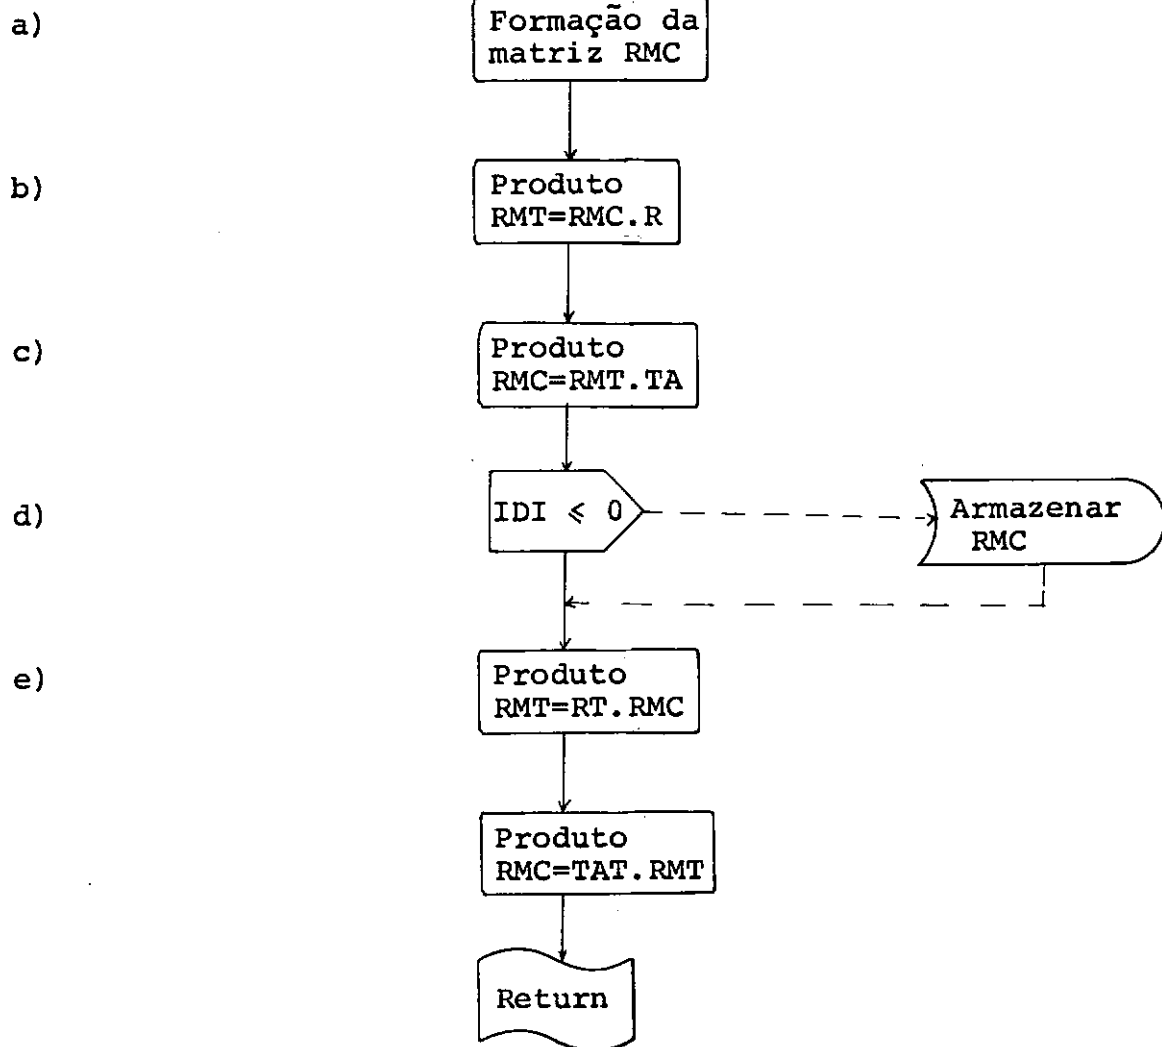 a)
Formação da
matriz RMC
b)
Produto
RMT=RMC.R
c)
Produto
RMC=RMT.TA
d)
IDI ⩽ 0
Armazenar
RMC
e)
Produto
RMT=RT.RMC
Produto
RMC=TAT.RMT
Return